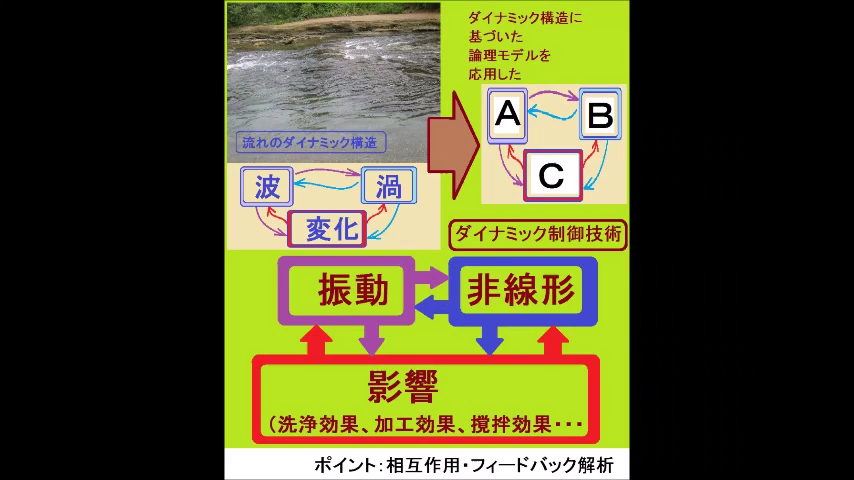 ダイナミック構造に
基づいた
論理モデルを
応用した
流れのダイナミック構造
波
渦
変化
A
B
C
ダイナミック制御技術
振動
非線形
影響
(洗浄効果、加工効果、撹拌効果・・・
ポイント:相互作用・フィードバック解析